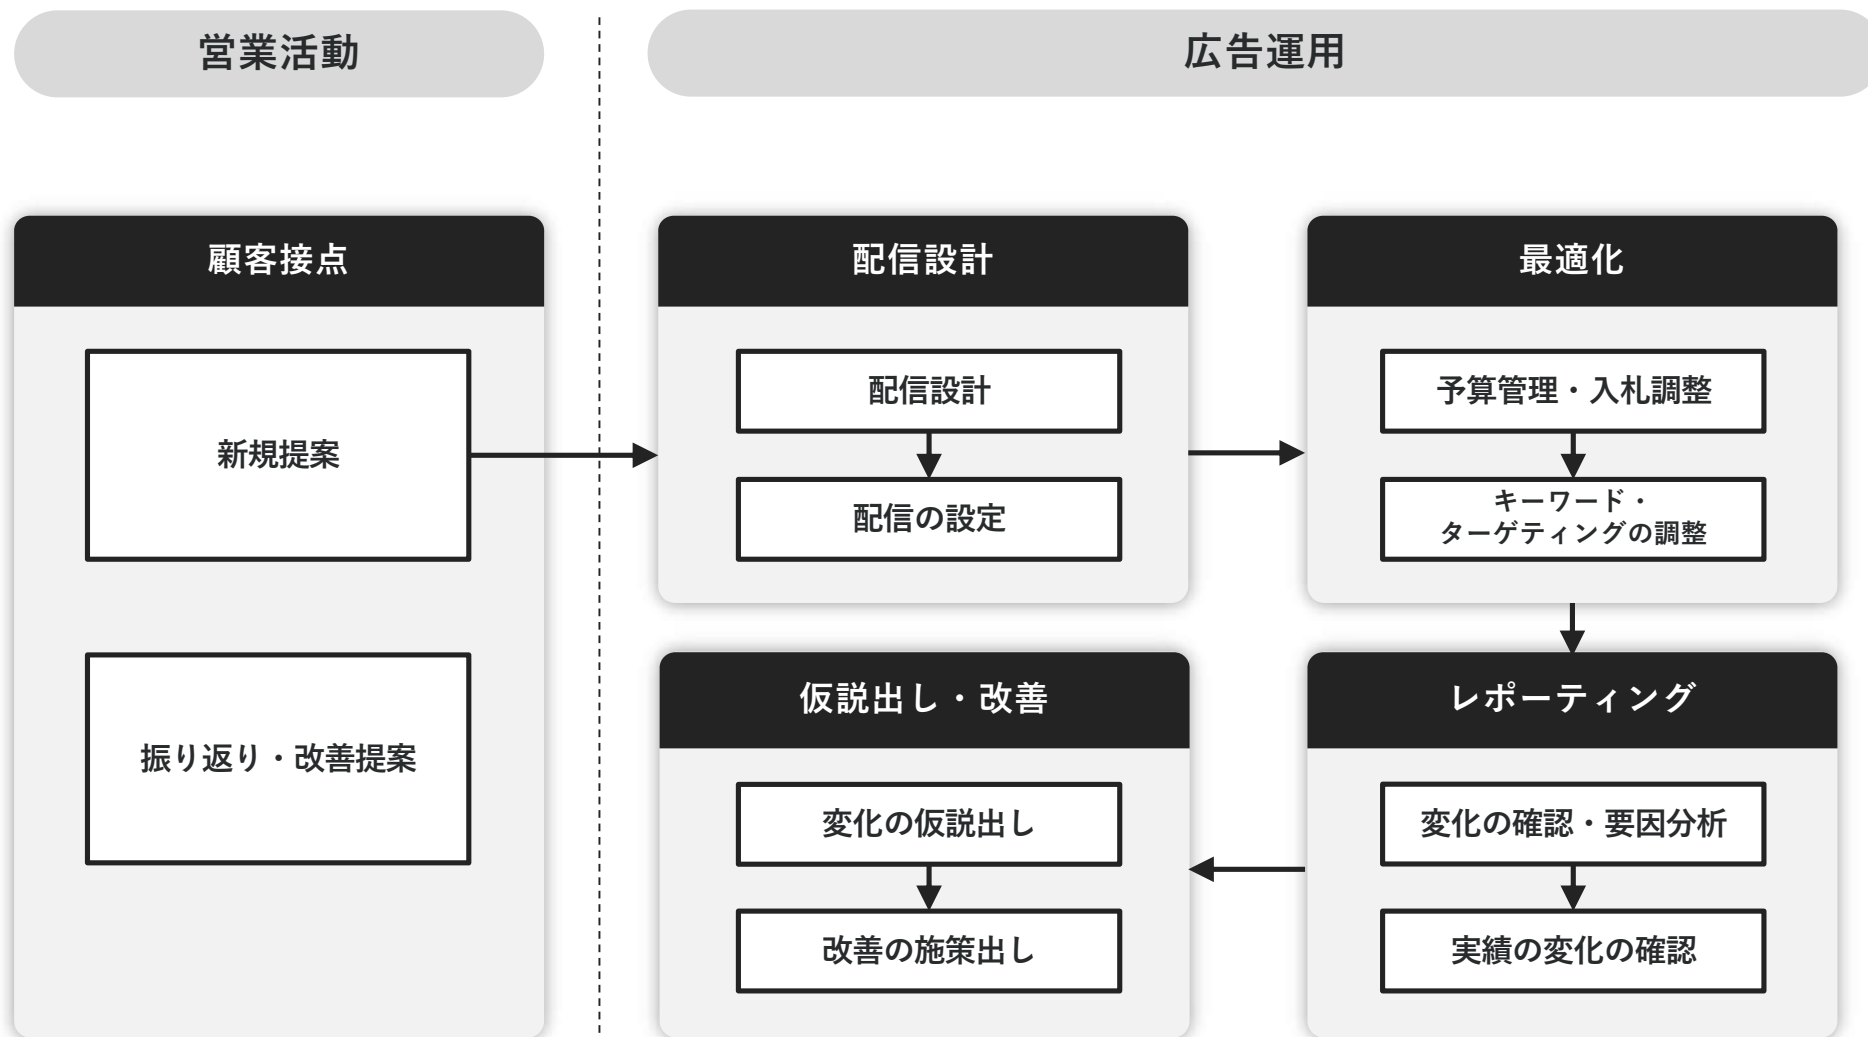 営業活動
広告運用
顧客接点
新規提案
振り返り・改善提案
配信設計
配信設計
配信の設定
最適化
予算管理・入札調整
キーワード・
ターゲティングの調整
仮説出し・改善
変化の仮説出し
改善の施策出し
レポーティング
変化の確認・要因分析
実績の変化の確認